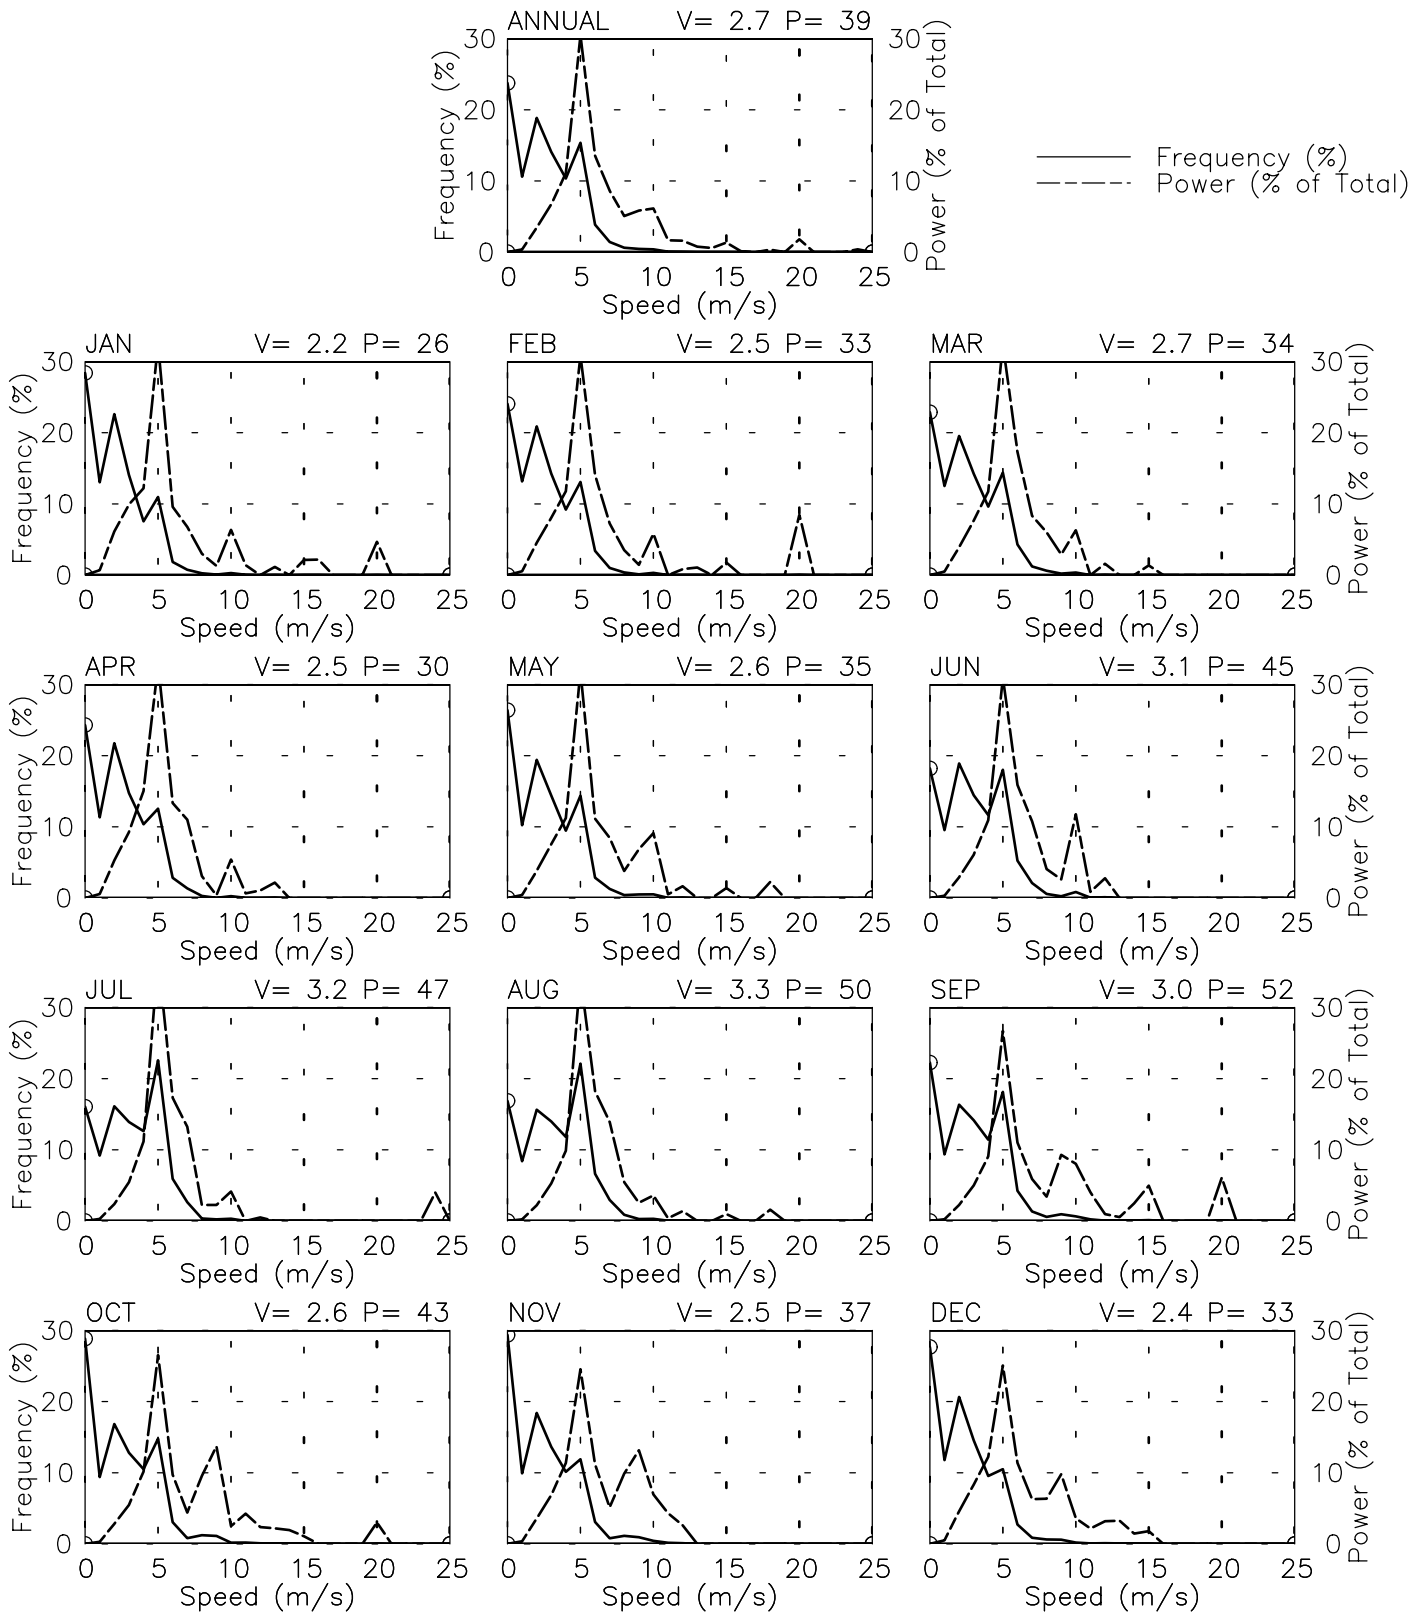 ANNUAL V= 2.7 P= 39
30 30
20 20
10 10
0 0
Frequency (%)
Power (% of Total)
0 5 10 15 20 25
Speed (m/s)
Frequency (%)
Power (% of Total)
JAN V= 2.2 P= 26
FEB V= 2.5 P= 33
MAR V= 2.7 P= 34
30 30
20 20
10 10
0 0
Frequency (%)
Power (% of Total)
0 5 10 15 20 25
0 5 10 15 20 25
0 5 10 15 20 25
Speed (m/s)
Speed (m/s)
Speed (m/s)
APR V= 2.5 P= 30
MAY V= 2.6 P= 35
JUN V= 3.1 P= 45
30 30
20 20
10 10
0 0
Frequency (%)
Power (% of Total)
0 5 10 15 20 25
0 5 10 15 20 25
0 5 10 15 20 25
Speed (m/s)
Speed (m/s)
Speed (m/s)
JUL V= 3.2 P= 47
AUG V= 3.3 P= 50
SEP V= 3.0 P= 52
30 30
20 20
10 10
0 0
Frequency (%)
Power (% of Total)
0 5 10 15 20 25
0 5 10 15 20 25
0 5 10 15 20 25
Speed (m/s)
Speed (m/s)
Speed (m/s)
OCT V= 2.6 P= 43
NOV V= 2.5 P= 37
DEC V= 2.4 P= 33
30 30
20 20
10 10
0 0
Frequency (%)
Power (% of Total)
0 5 10 15 20 25
0 5 10 15 20 25
0 5 10 15 20 25
Speed (m/s)
Speed (m/s)
Speed (m/s)